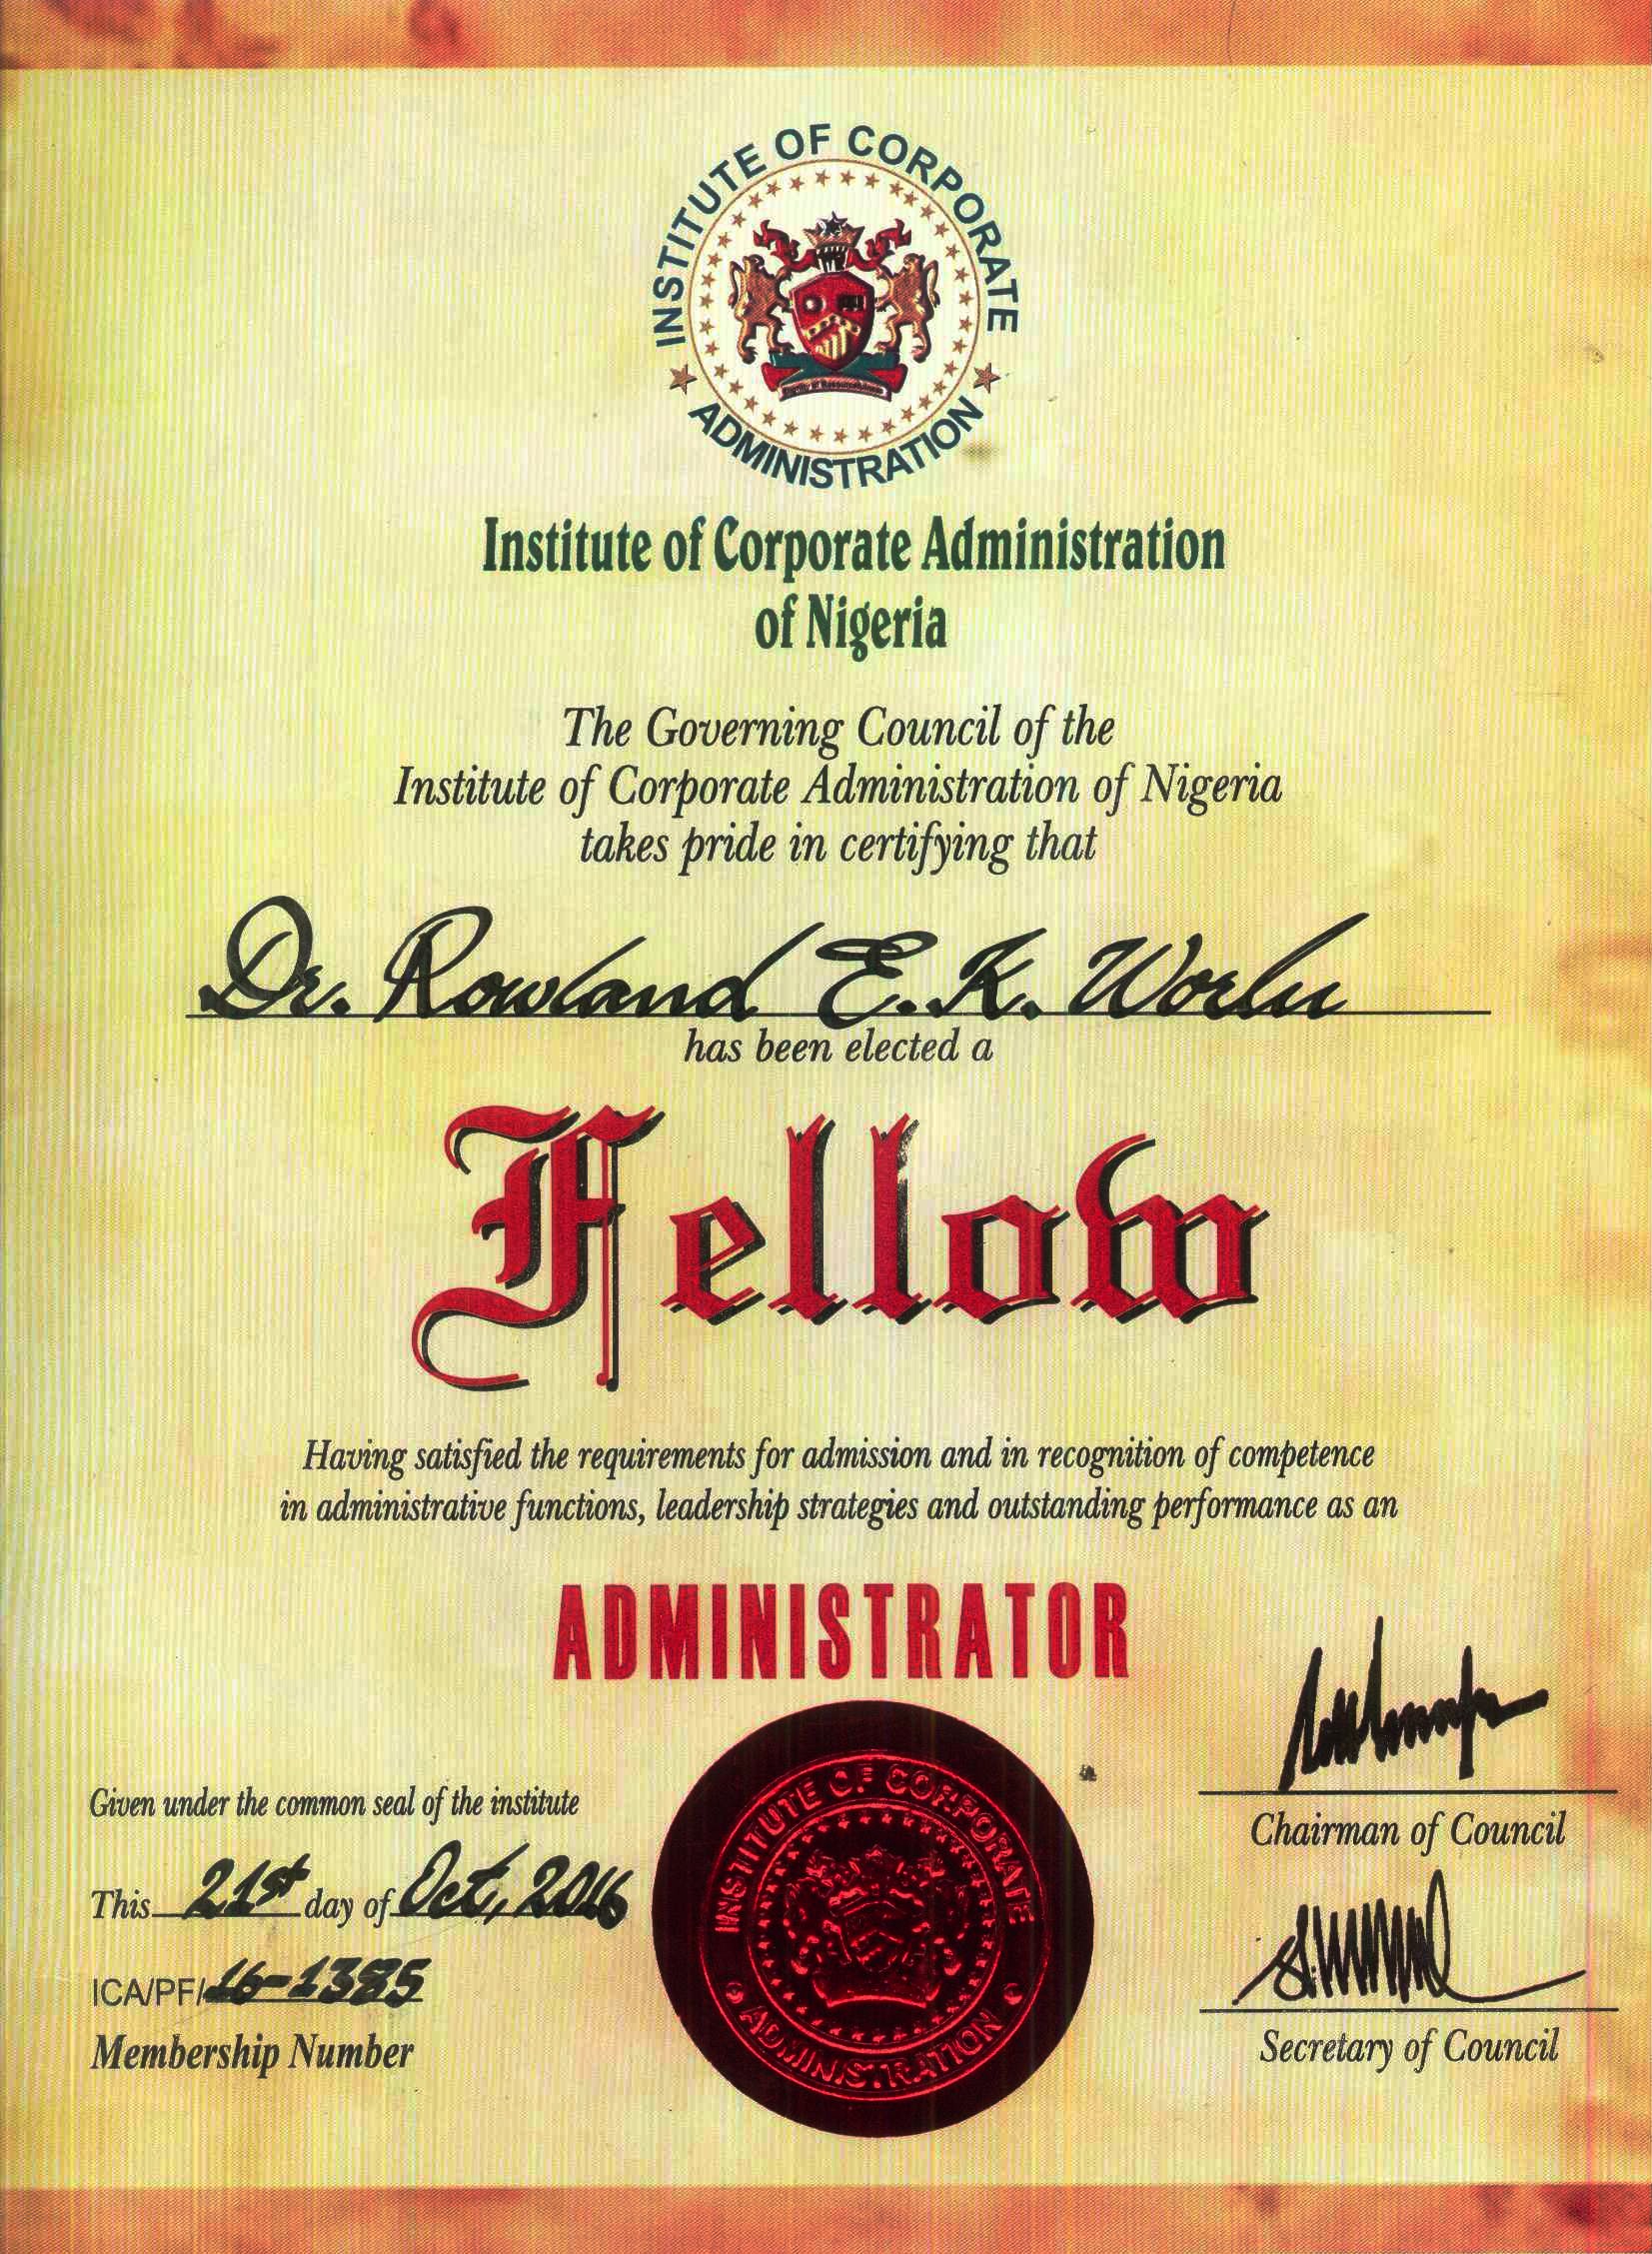 INSTITUTE OF CORPORATE
ADMINISTRATION
Institute of Corporate Administration
of Nigeria
The Governing Council of the
Institute of Corporate Administration of Nigeria
takes pride in certifying that
Dr. Rowland E. K. Worlu
has been elected a
Fellow
Having satisfied the requirements for admission and in recognition of competence
in administrative functions, leadership strategies and outstanding performance as an
ADMINISTRATOR
Given under the common seal of the institute
This 21st day of Oct, 2016
ICA/PF/16-1385
Membership Number
INSTITUTE OF CORPORATE
ADMINISTRATION
Chairman of Council
Secretary of Council